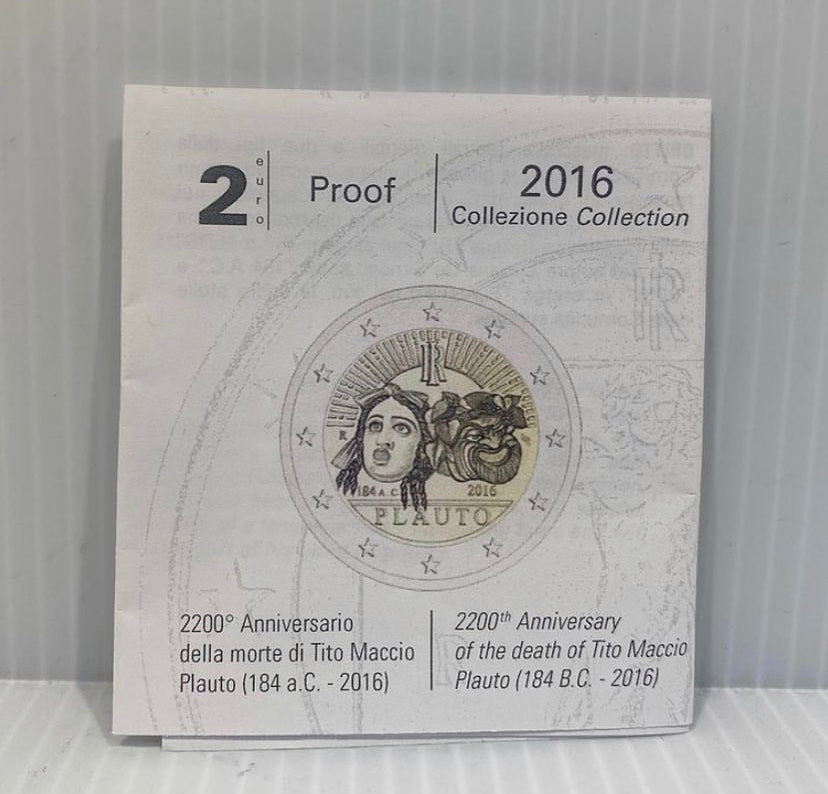 2 euro
Proof
2016
Collezione Collection
RI
R
184 A.C.
2016
PLAUTO
2200° Anniversario
della morte di Tito Maccio
Plauto (184 a.C. - 2016)
2200th Anniversary
of the death of Tito Maccio
Plauto (184 B.C. - 2016)